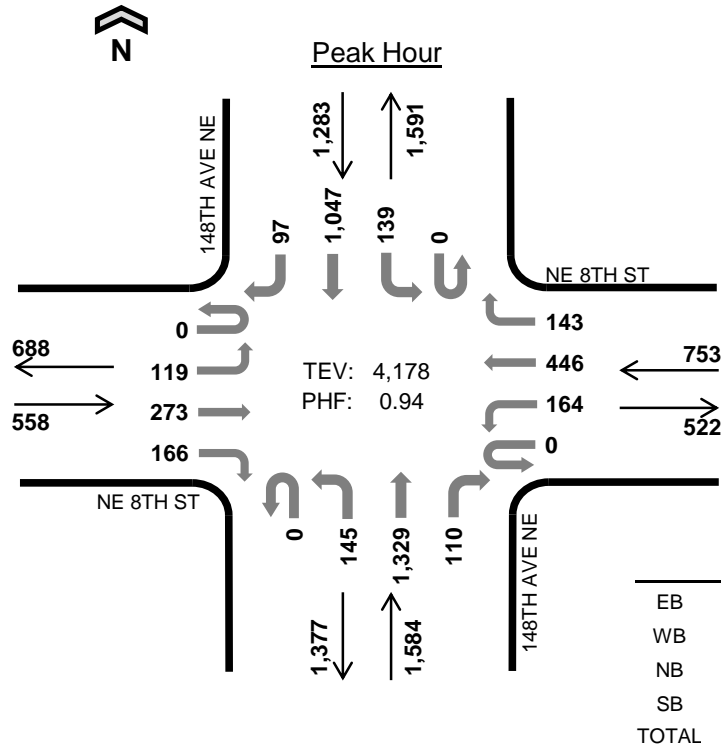 N
Peak Hour
1,283
1,591
148TH AVE NE
97
1,047
139
0
NE 8TH ST
0
143
688
119
TEV: 4,178
446
753
558
273
PHF: 0.94
164
522
166
0
NE 8TH ST
0
145
1,329
110
148TH AVE NE
1,377
1,584
EB
WB
NB
SB
TOTAL